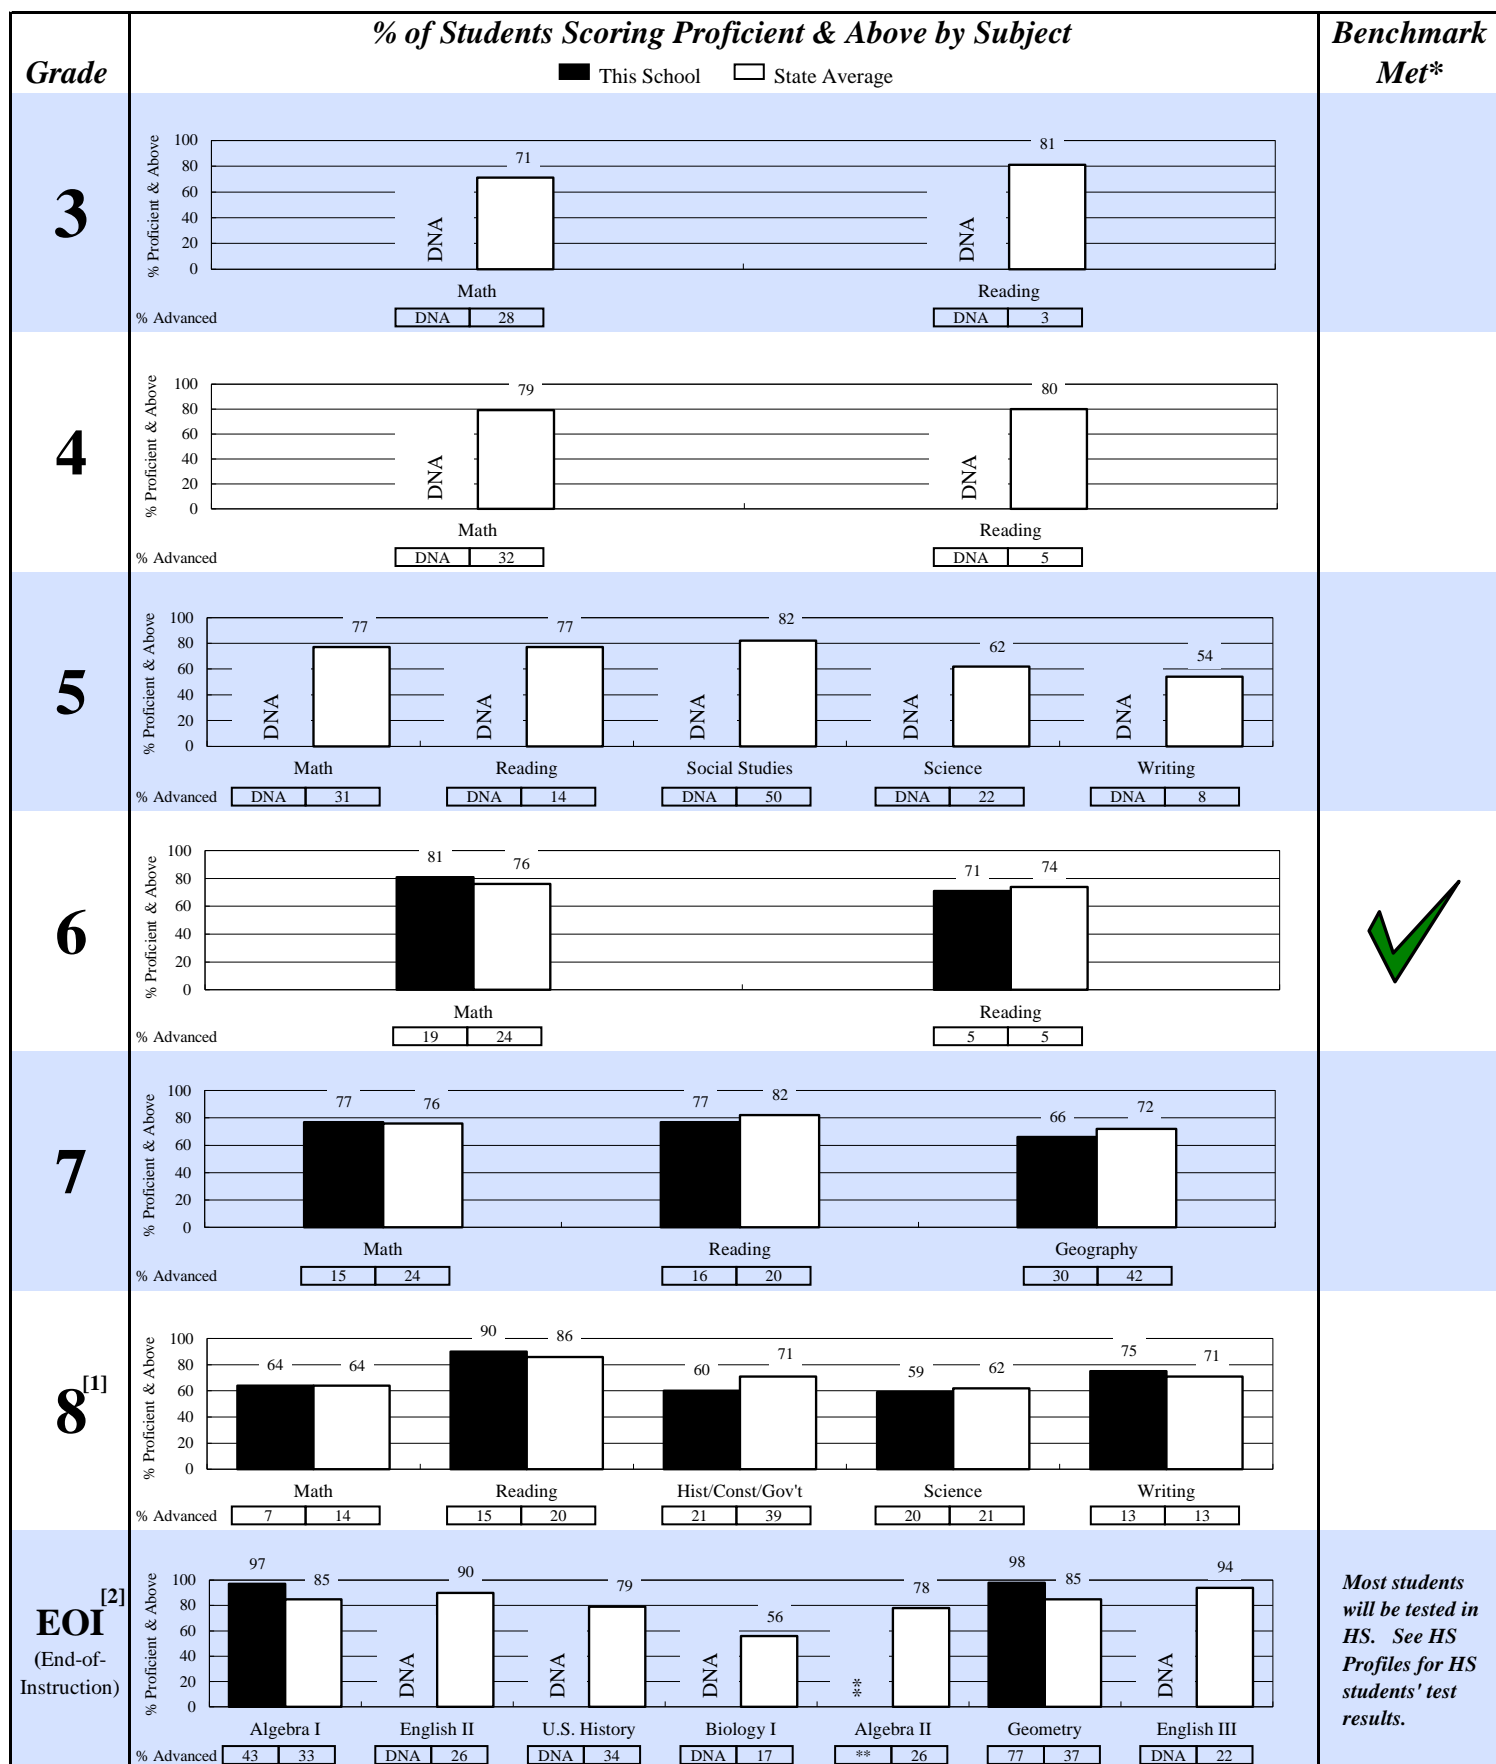 % of Students Scoring Proficient & Above by Subject
Benchmark
Met*
Grade
This School State Average
3
% Proficient & Above
100
80
60
40
20
0
DNA 71 DNA 81
Math Reading
% Advanced DNA 28 DNA 3
4
% Proficient & Above
100
80
60
40
20
0
DNA 79 DNA 80
Math Reading
% Advanced DNA 32 DNA 5
5
% Proficient & Above
100
80
60
40
20
0
DNA 77 DNA 77 DNA 82 DNA 62 DNA 54
Math Reading Social Studies Science Writing
% Advanced DNA 31 DNA 14 DNA 50 DNA 22 DNA 8
6
% Proficient & Above
100
80
60
40
20
0
81 76 71 74
Math Reading
% Advanced 19 24 5 5
7
% Proficient & Above
100
80
60
40
20
0
77 76 77 82 66 72
Math Reading Geography
% Advanced 15 24 16 20 30 42
8[1]
% Proficient & Above
100
80
60
40
20
0
64 64 90 86 60 71 59 62 75 71
Math Reading Hist/Const/Gov't Science Writing
% Advanced 7 14 15 20 21 39 20 21 13 13
EOI[2]
(End-of-
Instruction)
% Proficient & Above
100
80
60
40
20
0
97 85 DNA 90 DNA 79 DNA 56 ** 78 98 85 DNA 94
Algebra I English II U.S. History Biology I Algebra II Geometry English III
% Advanced 43 33 DNA 26 DNA 34 DNA 17 ** 26 77 37 DNA 22
Most students
will be tested in
HS. See HS
Profiles for HS
students' test
results.